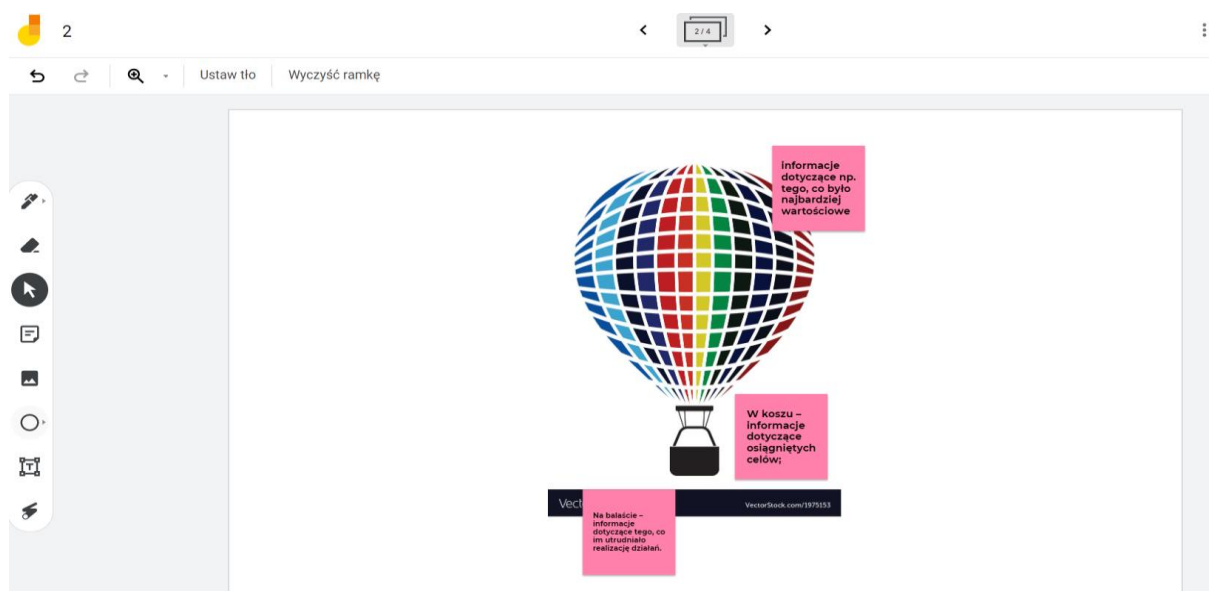 2
2 / 4
Ustaw tło
Wyczyść ramkę
informacje
dotyczące np.
tego, co było
najbardziej
wartościowe
W koszu –
informacje
dotyczące
osiągniętych
celów;
Vect
VectorStock.com/1975153
Na balaście –
informacje
dotyczące tego, co
im utrudniało
realizację działań.